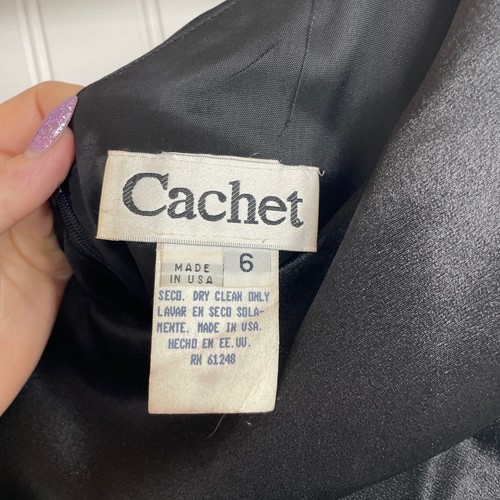 Cachet
MADE
IN USA
6
SECO. DRY CLEAN ONLY
LAVAR EN SECO SOLA-
MENTE. MADE IN USA.
HECHO EN EE.UU.
RN 61248